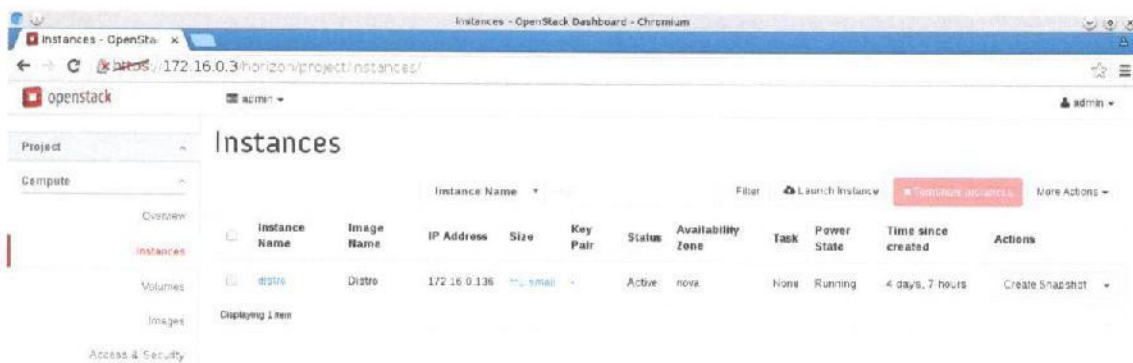 Instances - OpenStack Dashboard - Chromium
Instances - OpenSta x
https://172.16.0.3/horizon/project/instances/
openstack
admin
admin
Project
Instances
Compute
Instance Name
Filter
Launch Instance
Terminate Instances
More Actions
Overview
Instance Name
Image Name
IP Address
Size
Key Pair
Status
Availability Zone
Task
Power State
Time since created
Actions
Instances
distro
Distro
172.16.0.136
-
Active
nova
None
Running
4 days, 7 hours
Create Snapshot
Volumes
Displaying 1 item
Images
Access & Security